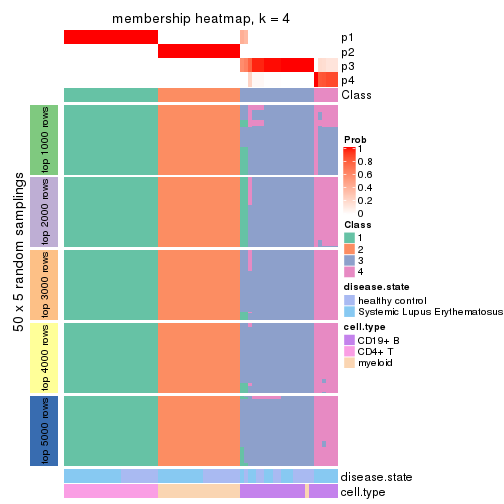 membership heatmap, k = 4
p1
p2
p3
p4
Class
50 x 5 random samplings
top 1000 rows
top 2000 rows
top 3000 rows
top 4000 rows
top 5000 rows
Prob
1
0.8
0.6
0.4
0.2
0
Class
1
2
3
4
disease.state
healthy control
Systemic Lupus Erythematosus
cell.type
CD19+ B
CD4+ T
myeloid
disease.state
cell.type